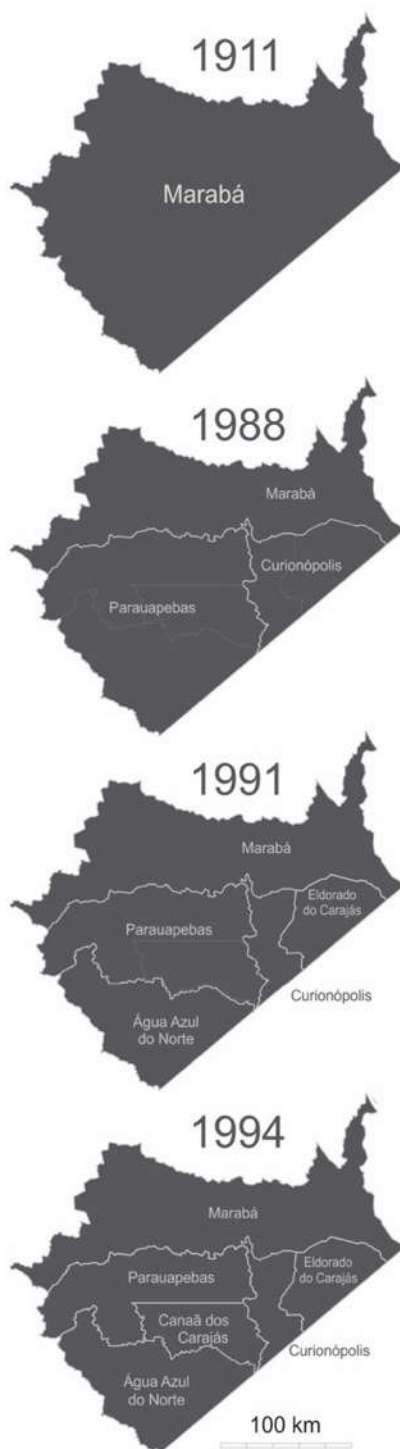 1911
Marabá
1988
Marabá
Curionópolis
Parauapebas
1991
Marabá
Eldorado
do Carajás
Parauapebas
Curionópolis
Água Azul
do Norte
1994
Marabá
Eldorado
do Carajás
Parauapebas
Canaã dos
Carajás
Curionópolis
Água Azul
do Norte
100 km